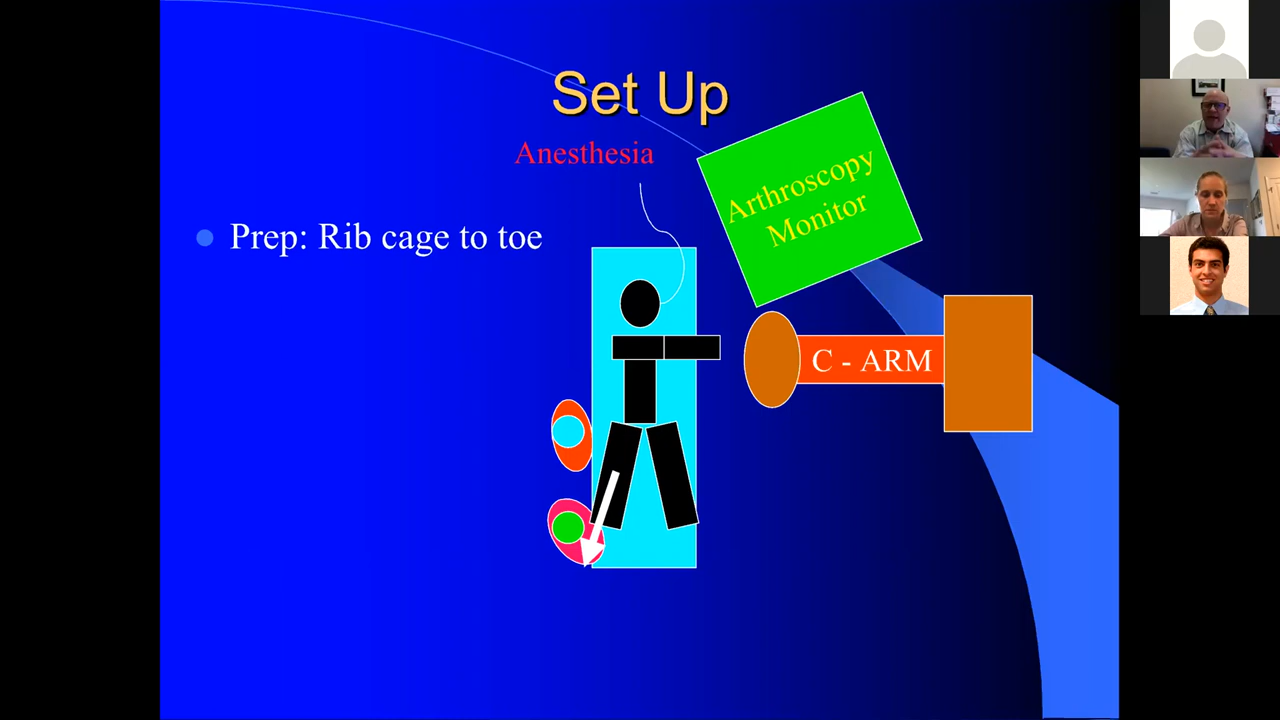 Set Up
Anesthesia
Arthroscopy
Monitor
Prep: Rib cage to toe
C - ARM